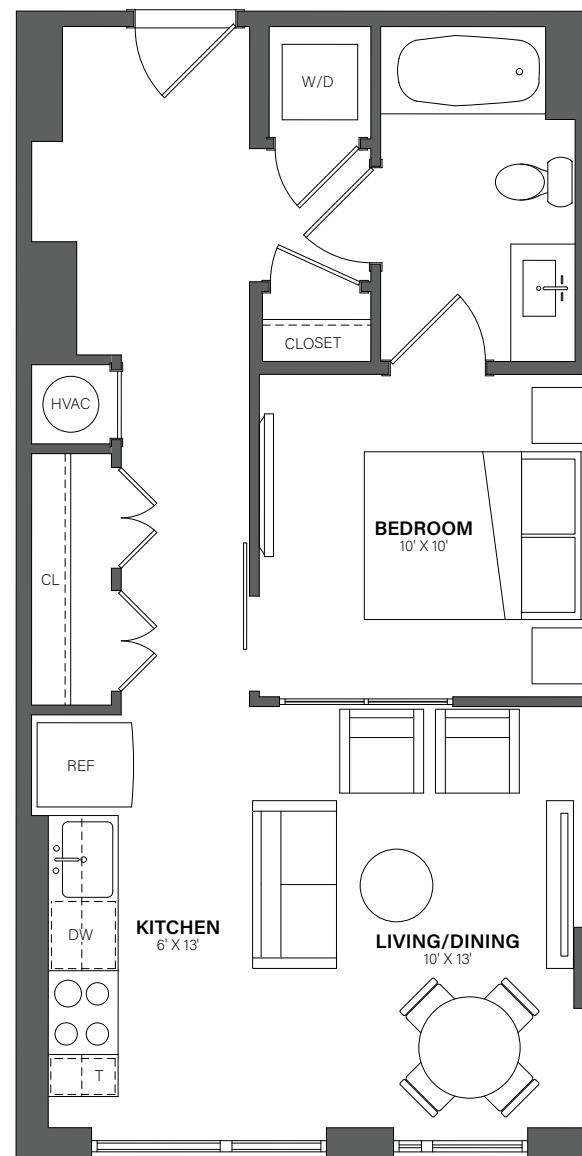 W/D
CLOSET
HVAC
BEDROOM
10' X 10'
CL
REF
DW
KITCHEN
6' X 13'
LIVING/DINING
10' X 13'
T